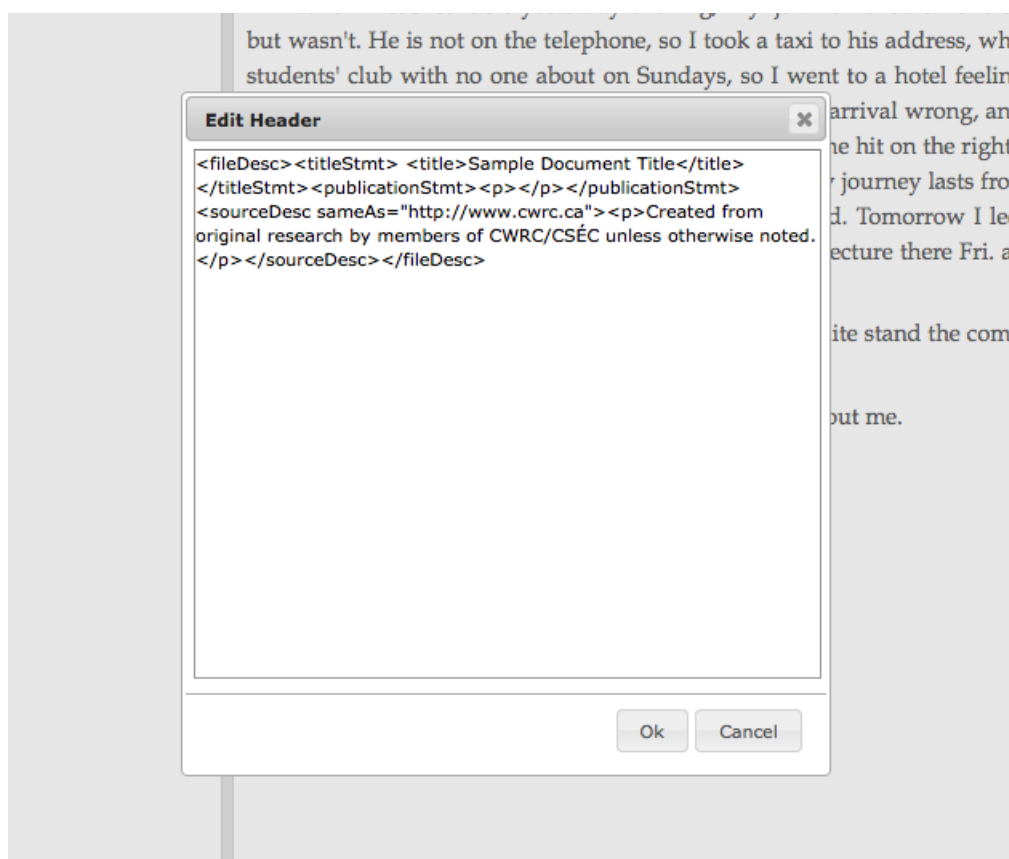 but wasn't. He is not on the telephone, so I took a taxi to his address, wh
students' club with no one about on Sundays, so I went to a hotel feelin
Edit Header
arrival wrong, an
<fileDesc><titleStmt> <title>Sample Document Title</title>
he hit on the right
</titleStmt><publicationStmt><p></p></publicationStmt>
journey lasts fro
<sourceDesc sameAs="http://www.cwrc.ca"><p>Created from
d. Tomorrow I le
original research by members of CWRC/CSÉC unless otherwise noted.
ecture there Fri. a
</p></sourceDesc></fileDesc>
ite stand the com
out me.
Ok Cancel